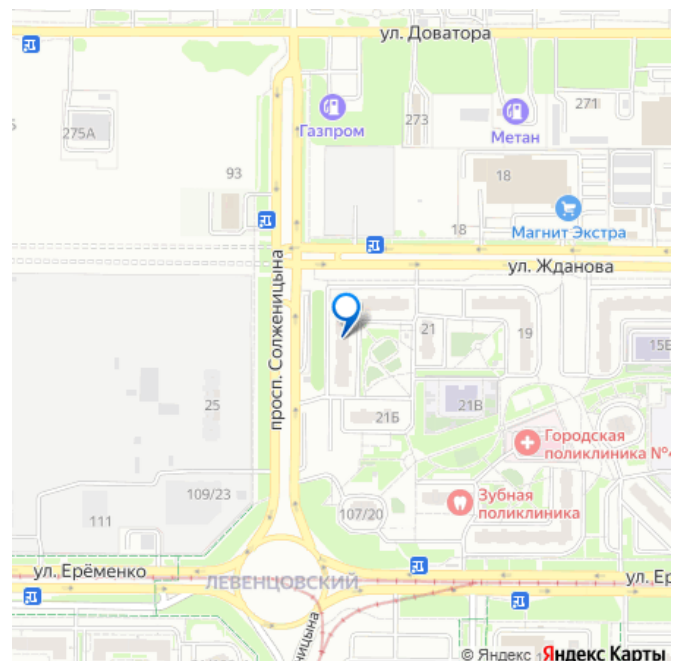 ул. Доватора
271
Газпром
273
Метан
275А
93
18
18
Магнит Экстра
ул. Жданова
просп. Солженицына
21
19
15Б
25
21Б
21В
Городская
поликлиника №
109/23
Зубная
поликлиника
111
107/20
ул. Ерёменко
ЛЕВЕНЦОВСКИЙ
ул. Ер
ницына
© Яндекс Яндекс Карты